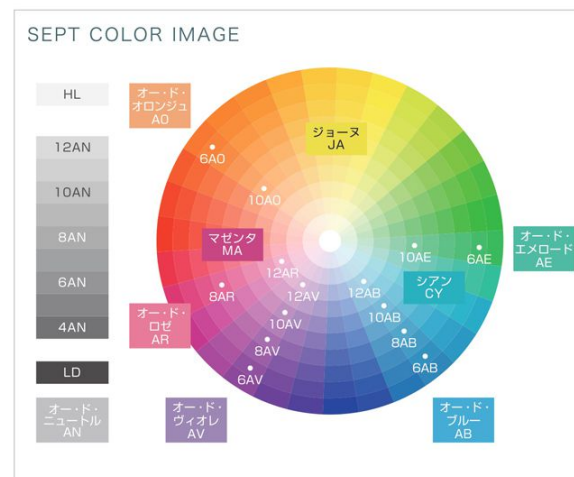 SEPT COLOR IMAGE
HL
12AN
10AN
8AN
6AN
4AN
LD
オー・ド・
ニュートル
AN
オー・ド・
オロンジュ
AO
ジョーヌ
JA
6AO
10AO
マゼンタ
MA
12AR
8AR
12AV
10AV
8AV
6AV
オー・ド・
ロゼ
AR
オー・ド・
ヴィオレ
AV
10AE
6AE
オー・ド・
エメロード
AE
シアン
CY
12AB
10AB
8AB
6AB
オー・ド・
ブルー
AB